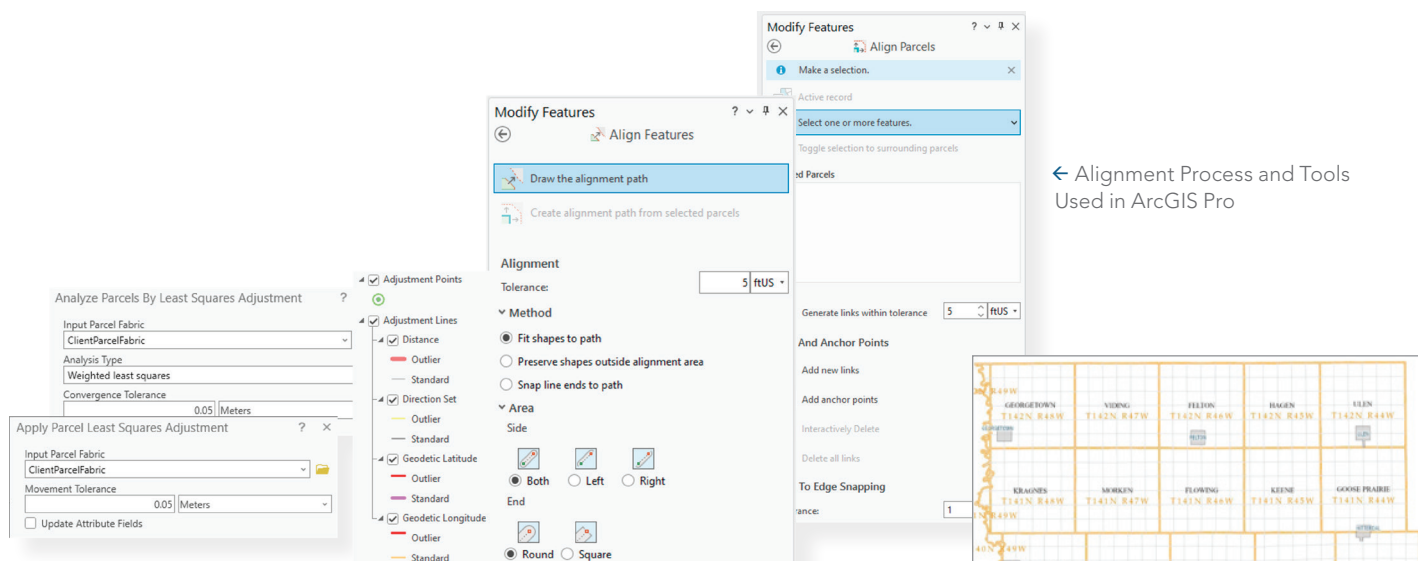 Modify Features
Align Parcels
Make a selection.
Active record
Select one or more features.
Toggle selection to surrounding parcels
ed Parcels
Generate links within tolerance 5 ftUS
And Anchor Points
Add new links
Add anchor points
Interactively Delete
Delete all links
To Edge Snapping
rance: 1
Modify Features
Align Features
Draw the alignment path
Create alignment path from selected parcels
Alignment
Tolerance: 5 ftUS
Method
Fit shapes to path
Preserve shapes outside alignment area
Snap line ends to path
Area
Side
Both Left Right
End
Round Square
← Alignment Process and Tools
Used in ArcGIS Pro
Adjustment Points
Adjustment Lines
Distance
Outlier
Standard
Direction Set
Outlier
Standard
Geodetic Latitude
Outlier
Standard
Geodetic Longitude
Outlier
Standard
Analyze Parcels By Least Squares Adjustment ?
Input Parcel Fabric
ClientParcelFabric
Analysis Type
Weighted least squares
Convergence Tolerance
0.05 Meters
Apply Parcel Least Squares Adjustment ?
Input Parcel Fabric
ClientParcelFabric
Movement Tolerance
0.05 Meters
Update Attribute Fields
R49W
GEORGETOWN VIDING FELTON HAGEN ULEN
T142N R47W T142N R46W T142N R45W T142N R44W
FELTON ULEN
KRAGNES MORKEN FLOWING KEENE GOOSE PRAIRIE
T141N R47W T141N R46W T141N R45W T141N R44W
R49W
40N R49W